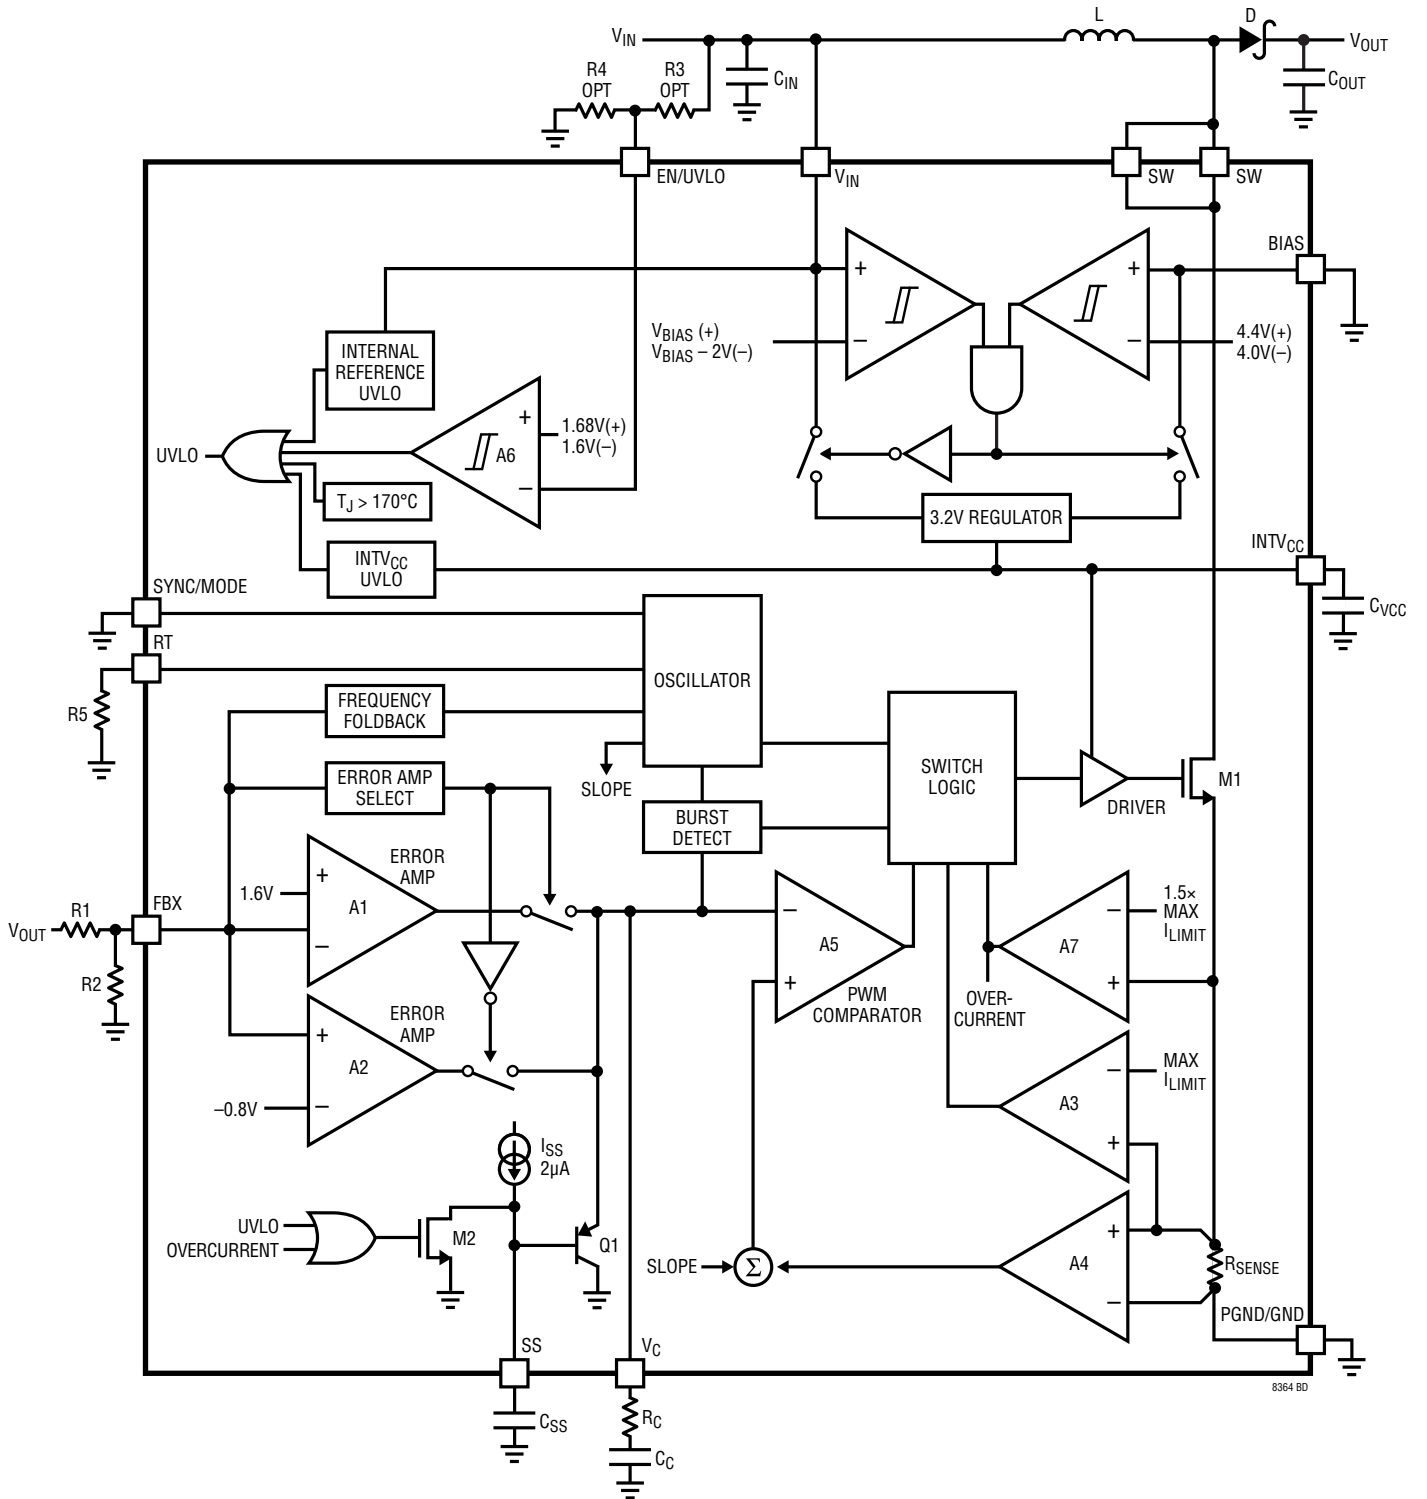 L
D
VIN
VOUT
R4
OPT
R3
OPT
CIN
COUT
EN/UVLO
VIN
SW
SW
BIAS
+
+
VBIAS (+)
VBIAS – 2V(–)
–
–
4.4V(+)
4.0V(–)
INTERNAL
REFERENCE
UVLO
+
1.68V(+)
1.6V(–)
A6
–
UVLO
TJ > 170°C
3.2V REGULATOR
INTVCC
UVLO
INTVCC
CVCC
SYNC/MODE
RT
R5
OSCILLATOR
FREQUENCY
FOLDBACK
ERROR AMP
SELECT
SLOPE
BURST
DETECT
SWITCH
LOGIC
DRIVER
M1
ERROR
AMP
+
1.6V
A1
–
FBX
R1
VOUT
R2
–
A5
+
PWM
COMPARATOR
–
1.5×
MAX
ILIMIT
A7
+
OVER-
CURRENT
ERROR
AMP
+
A2
–0.8V
–
–
MAX
ILIMIT
A3
+
ISS
2µA
UVLO
OVERCURRENT
M2
Q1
SLOPE
Σ
+
A4
–
RSENSE
PGND/GND
SS
VC
8364 BD
CSS
RC
CC